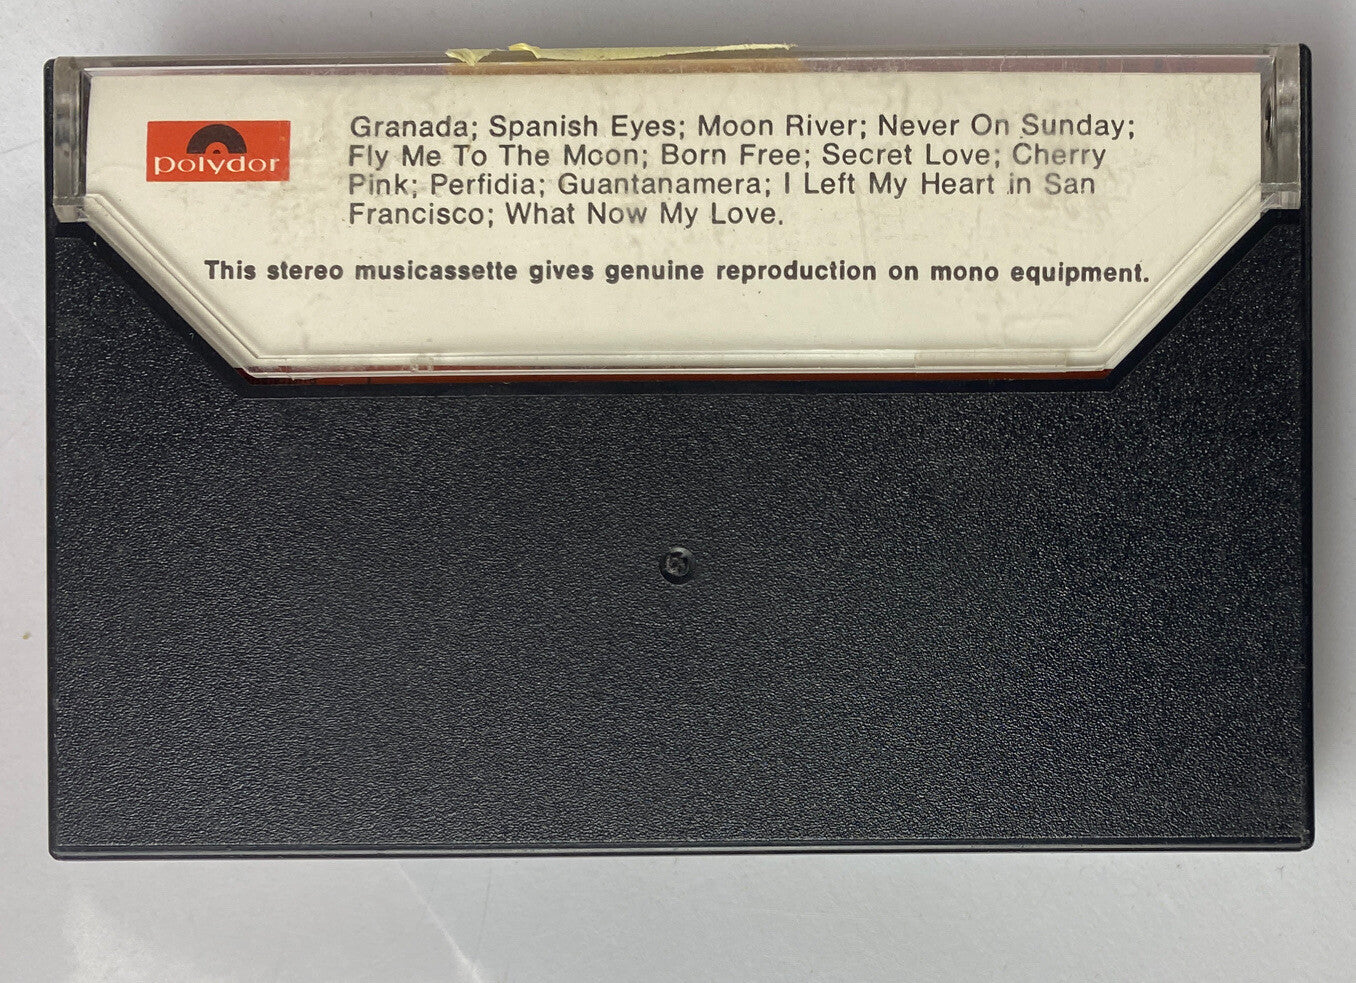 polydor
Granada; Spanish Eyes; Moon River; Never On Sunday;
Fly Me To The Moon; Born Free; Secret Love; Cherry
Pink; Perfidia; Guantanamera; I Left My Heart in San
Francisco; What Now My Love.
This stereo musicassette gives genuine reproduction on mono equipment.